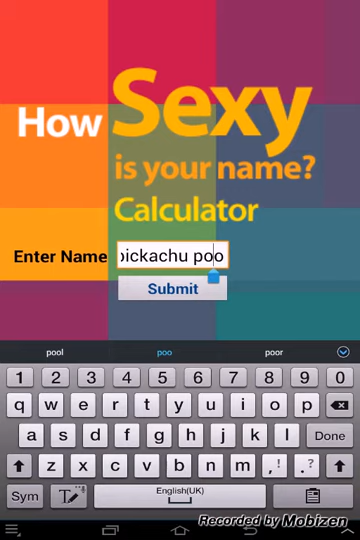 How Sexy
is your name?
Calculator
Enter Name pickachu poo
Submit
pool poo poor
1 2 3 4 5 6 7 8 9 0
q w e r t y u i o p
a s d f g h j k l Done
z x c v b n m ,! .?
Sym T English(UK)
Recorded by Mobizen